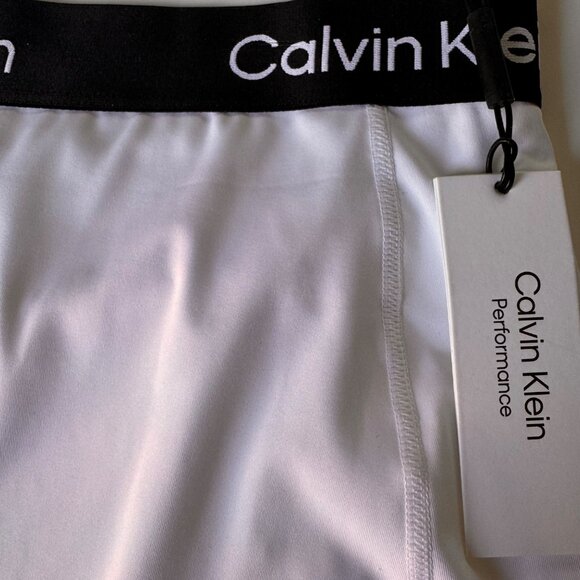 n
Calvin K e
Calvin Klein
Performance